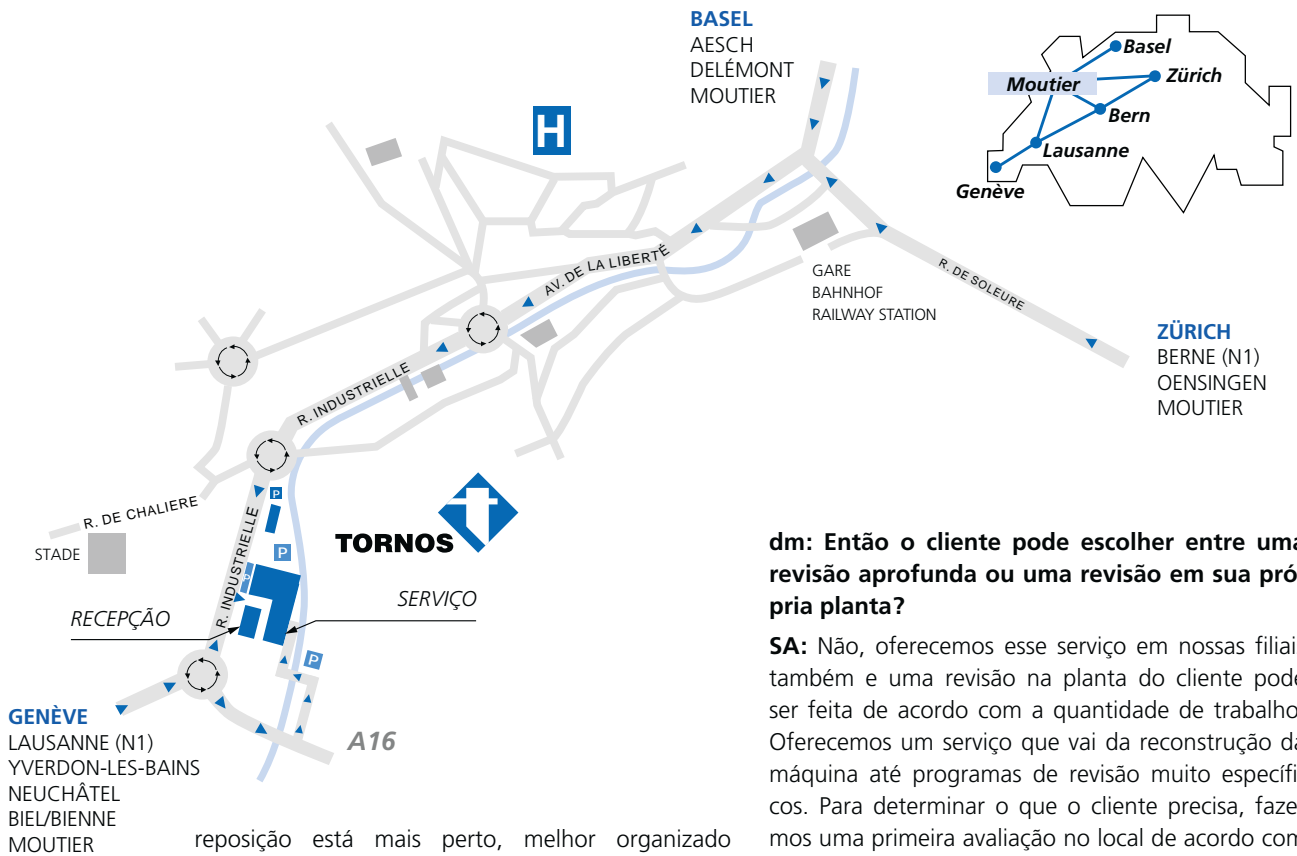 BASEL
AESCH
DELÉMONT
MOUTIER
Basel
Moutier
Zürich
Bern
Lausanne
Genève
H
AV. DE LA LIBERTÉ
GARE
BAHNHOF
RAILWAY STATION
R. DE SOLEURE
ZÜRICH
BERNE (N1)
OENSINGEN
MOUTIER
R. INDUSTRIELLE
R. DE CHALIERE
STADE
P
P
P
P
R. INDUSTRIELLE
TORNOS
RECEPÇÃO
SERVIÇO
A16
GENÈVE
LAUSANNE (N1)
YVERDON-LES-BAINS
NEUCHÂTEL
BIEL/BIENNE
MOUTIER
reposição está mais perto, melhor organizado
dm: Então o cliente pode escolher entre uma
revisão aprofunda ou uma revisão em sua pró
pria planta?
SA: Não, oferecemos esse serviço em nossas filiai
também e uma revisão na planta do cliente pode
ser feita de acordo com a quantidade de trabalho
Oferecemos um serviço que vai da reconstrução da
máquina até programas de revisão muito específi
cos. Para determinar o que o cliente precisa, faze
mos uma primeira avaliação no local de acordo com